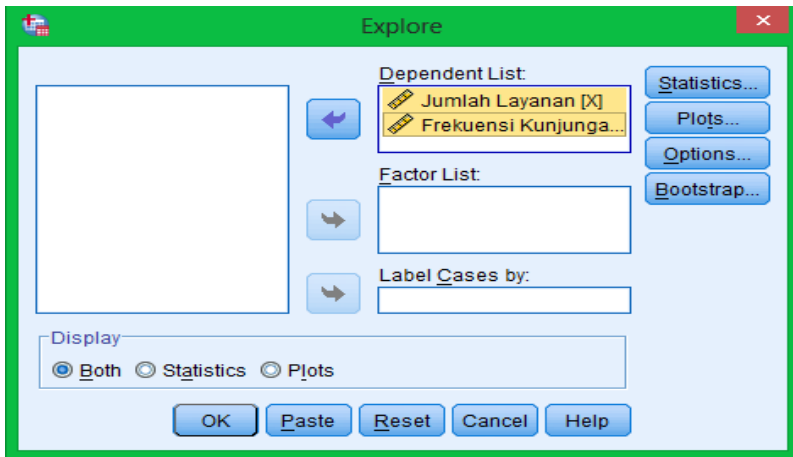 Explore
Dependent List:
Jumlah Layanan [X]
Frekuensi Kunjunga...
Factor List:
Label Cases by:
Statistics...
Plots...
Options...
Bootstrap...
Display
Both Statistics Plots
OK Paste Reset Cancel Help